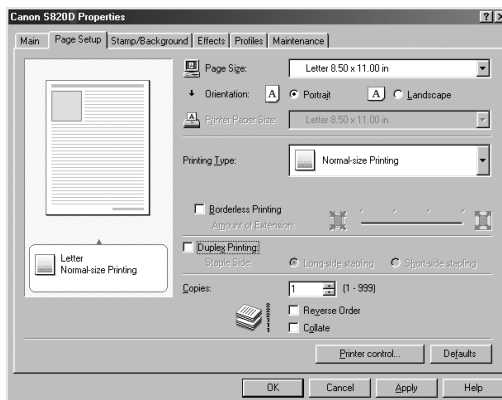 Canon S820D Properties
Main Page Setup Stamp/Background Effects Profiles Maintenance
Page Size: Letter 8.50 x 11.00 in
Orientation: A Portrait A Landscape
Printer Paper Size: Letter 8.50 x 11.00 in
Printing Type: Normal-size Printing
Borderless Printing
Amount of Extension:
Letter
Normal-size Printing
Duplex Printing:
Staple Side: Long-side stapling Short-side stapling
Copies: 1 (1 - 999)
Reverse Order
Collate
Printer control... Defaults
OK Cancel Apply Help